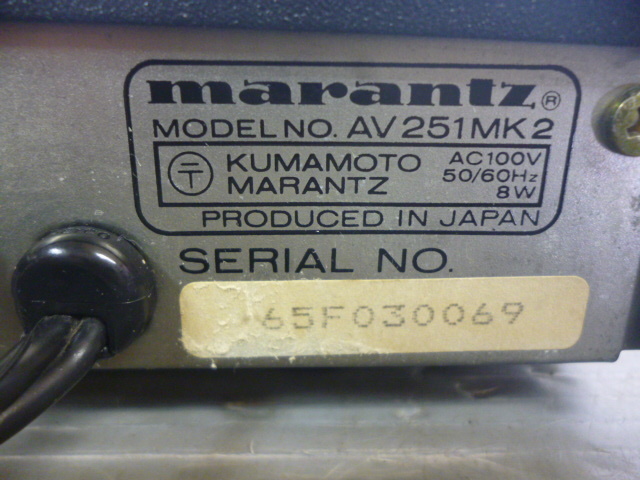 marantz®
MODEL NO. AV251MK2
〒 KUMAMOTO MARANTZ
AC100V
50/60Hz
8W
PRODUCED IN JAPAN
SERIAL NO.
65F030069